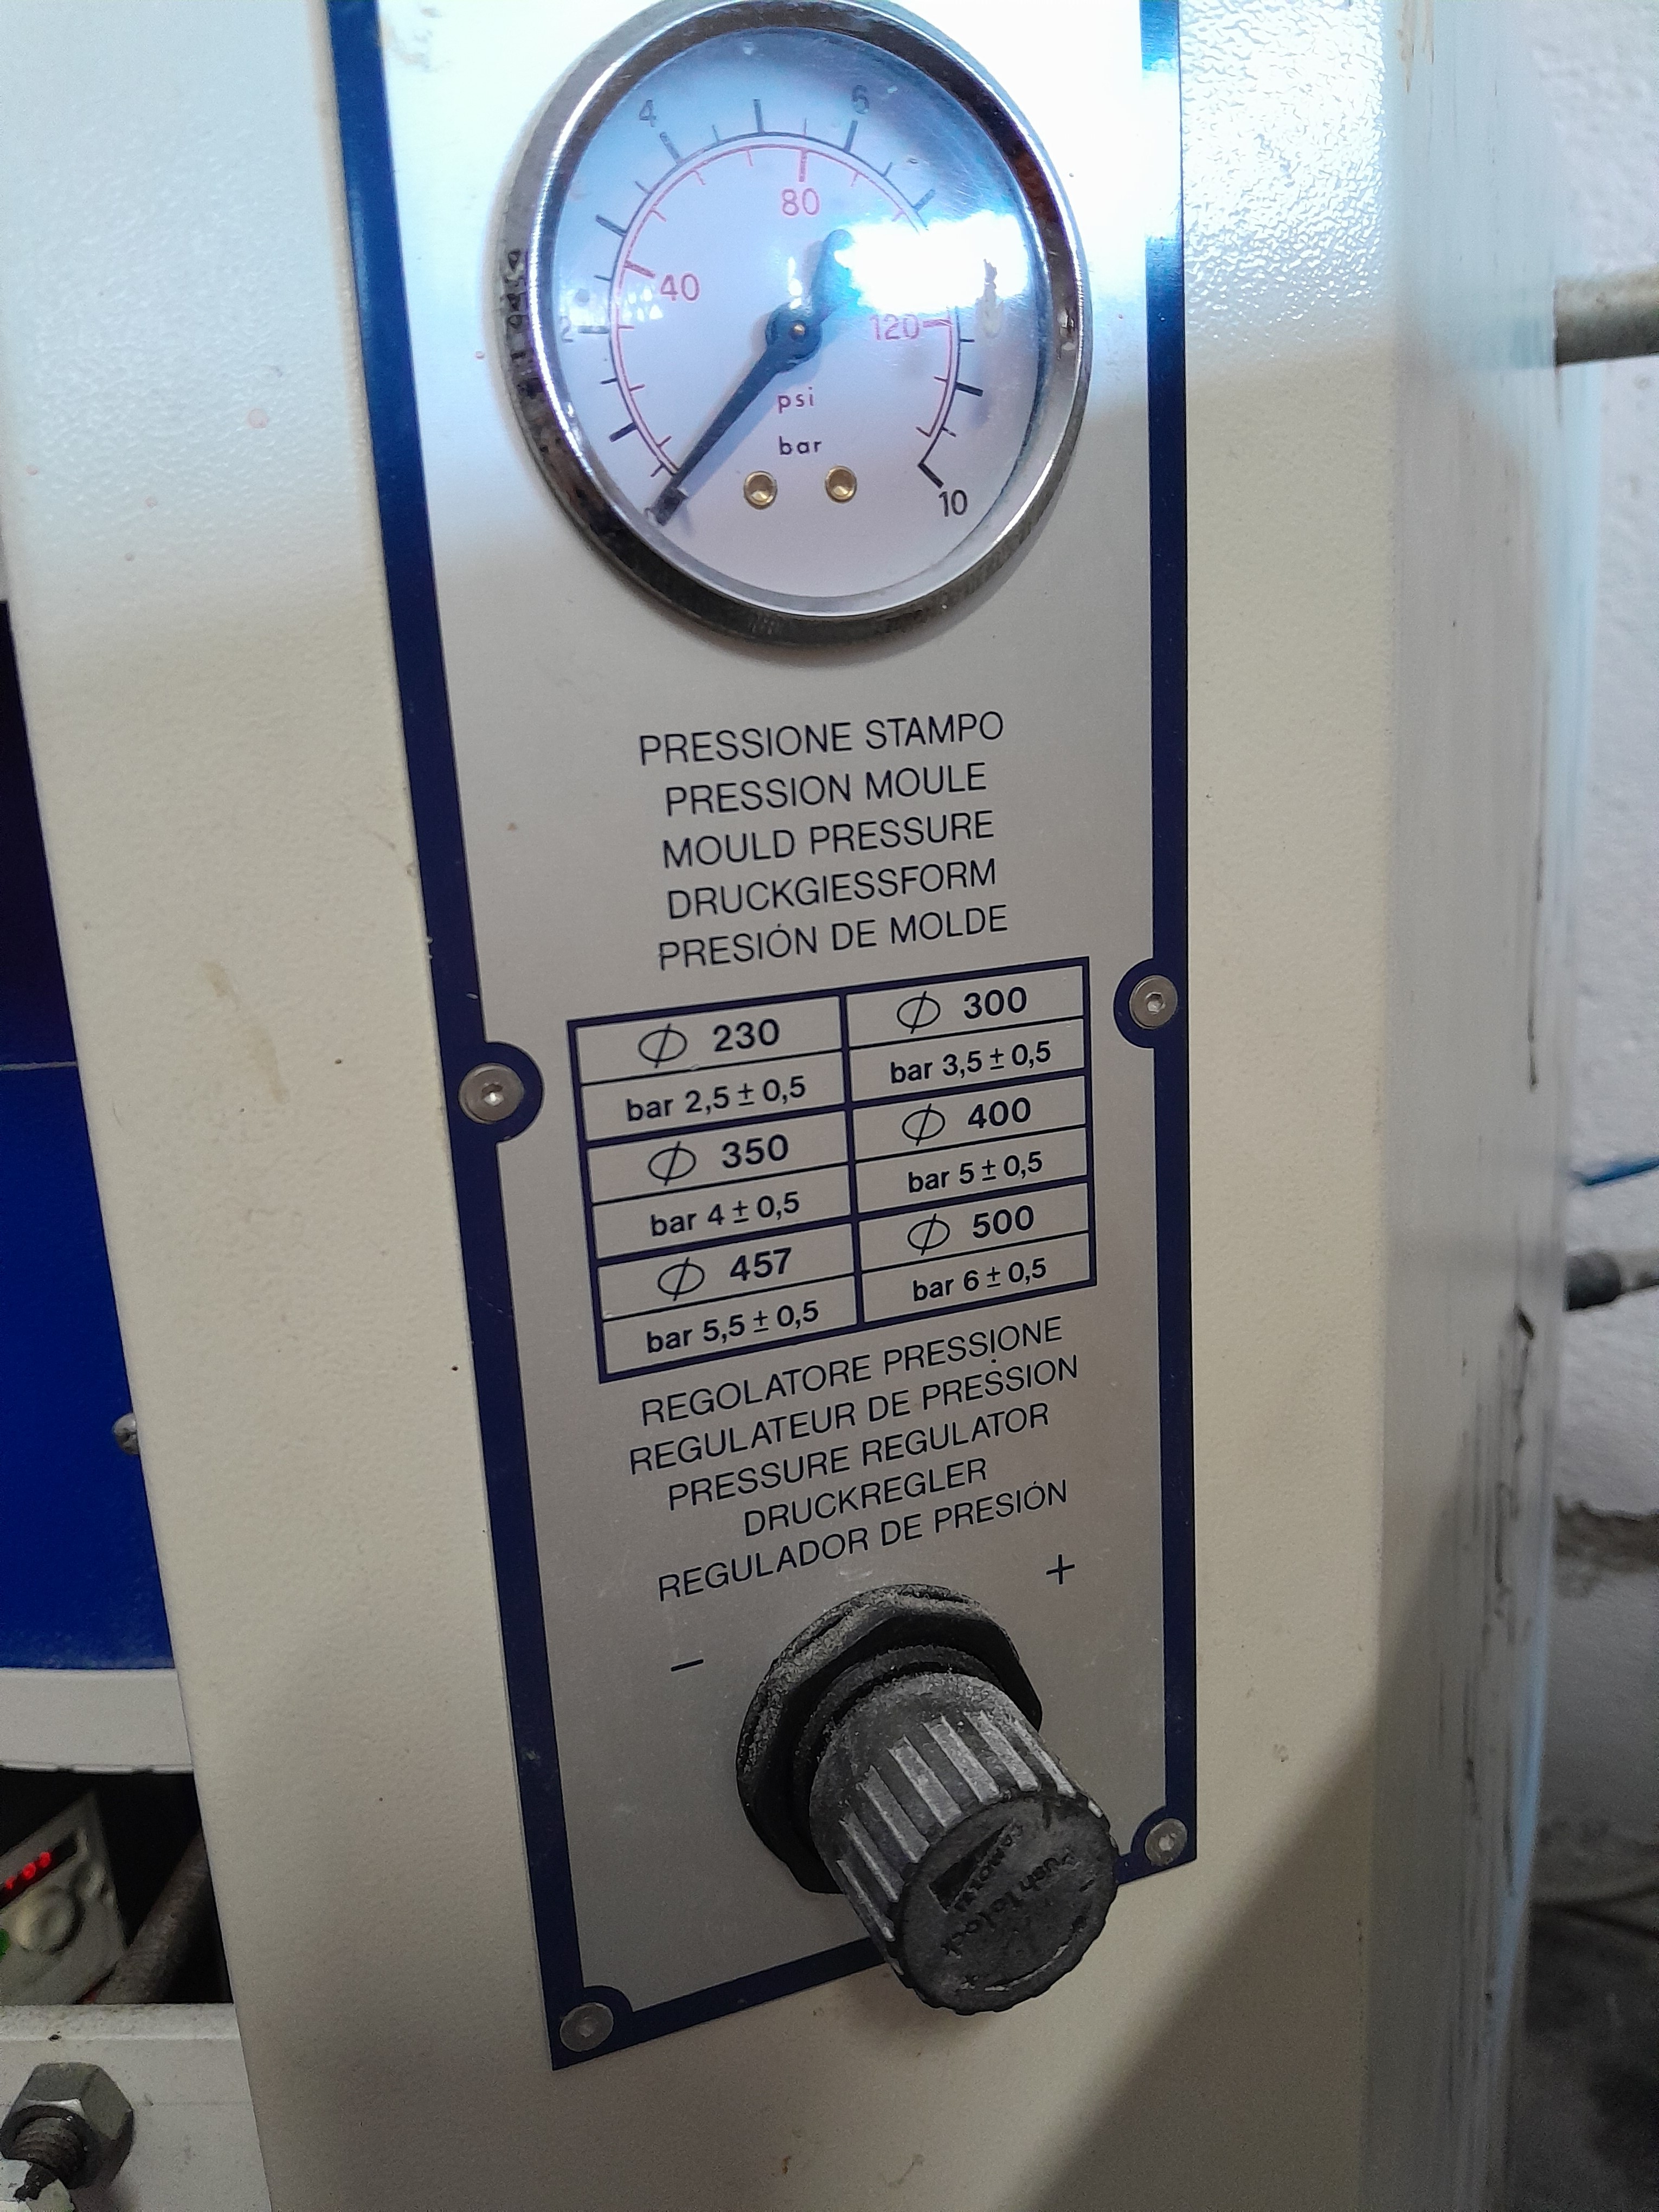 4
6
80
40
2
120
psi
bar
10
PRESSIONE STAMPO
PRESSION MOULE
MOULD PRESSURE
DRUCKGIESSFORM
PRESIÓN DE MOLDE
∅ 230 ∅ 300
bar 2,5 ± 0,5 bar 3,5 ± 0,5
∅ 350 ∅ 400
bar 4 ± 0,5 bar 5 ± 0,5
∅ 457 ∅ 500
bar 5,5 ± 0,5 bar 6 ± 0,5
REGOLATORE PRESSIONE
REGULATEUR DE PRESSION
PRESSURE REGULATOR
DRUCKREGLER
REGULADOR DE PRESIÓN
- +
camozzi
Push to lock